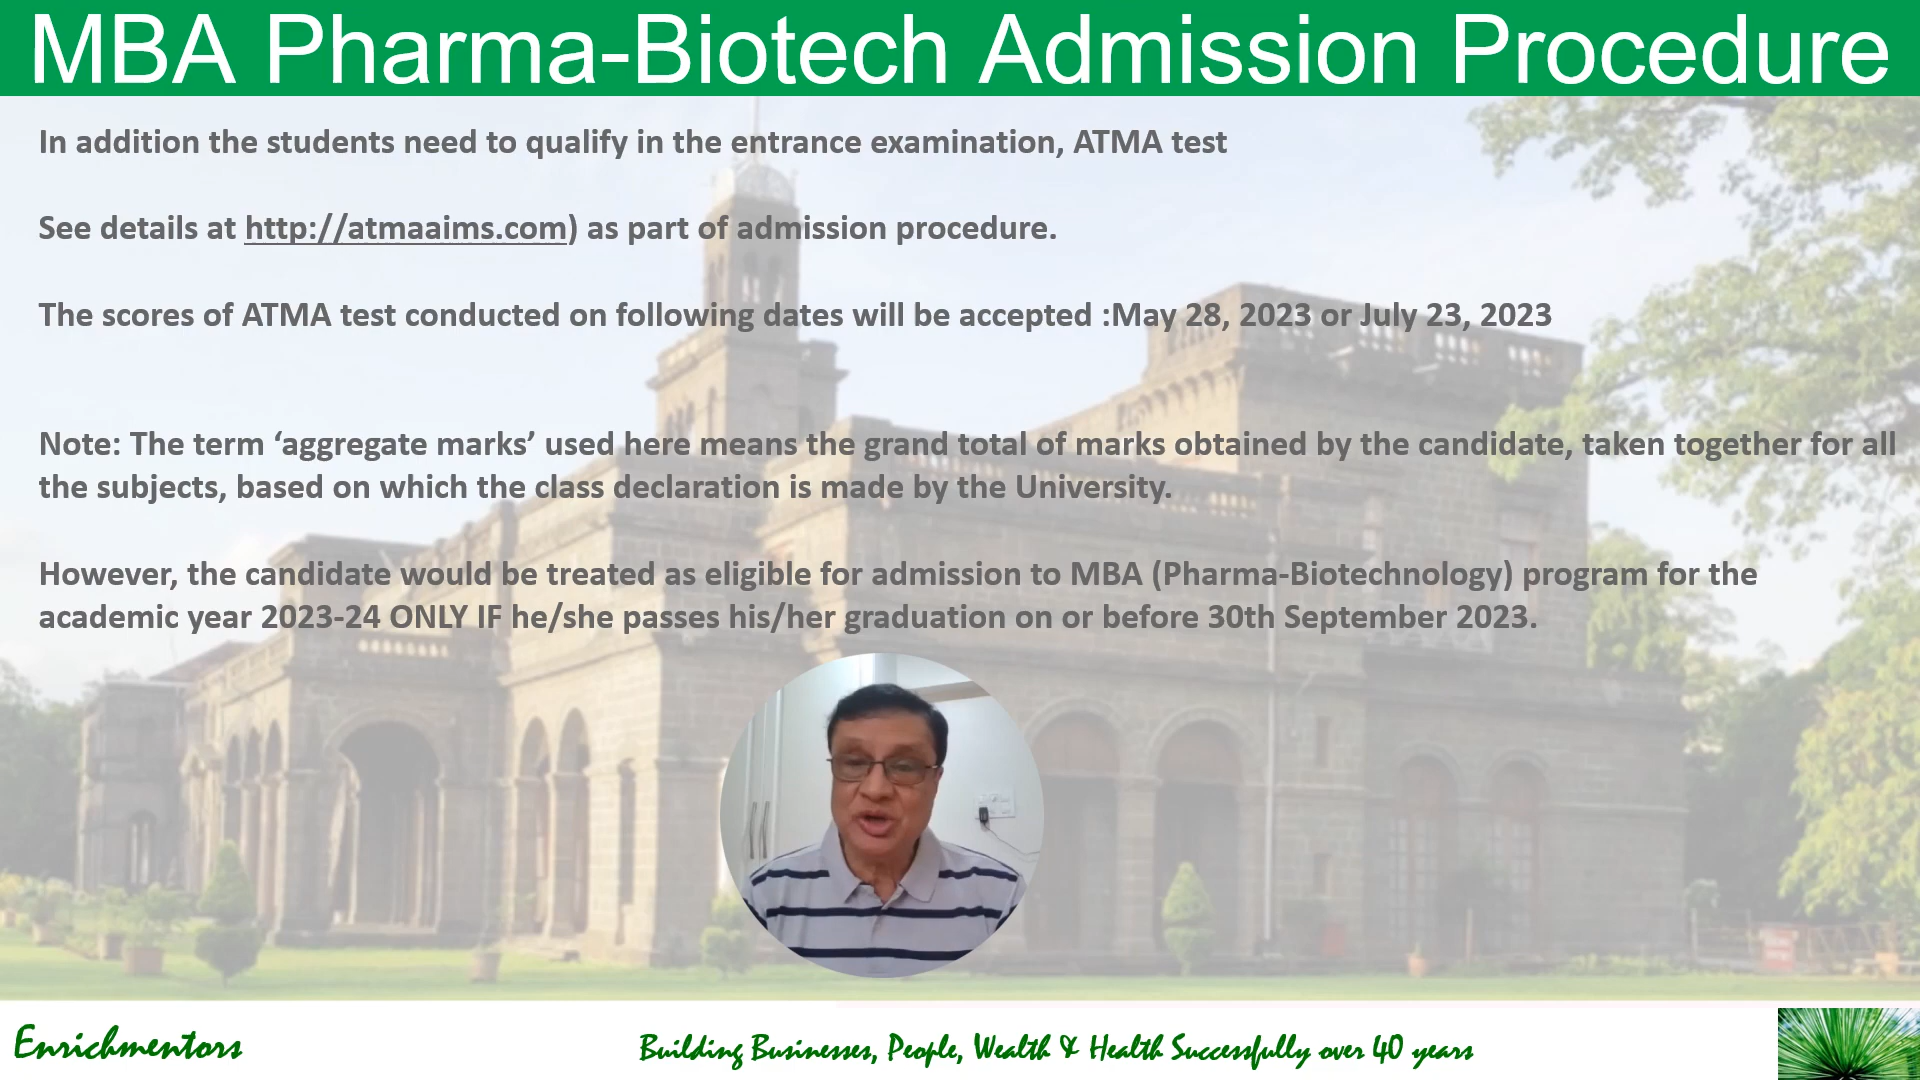 MBA Pharma-Biotech Admission Procedure
In addition the students need to qualify in the entrance examination, ATMA test
See details at http://atmaaims.com) as part of admission procedure.
The scores of ATMA test conducted on following dates will be accepted :May 28, 2023 or July 23, 2023
Note: The term ‘aggregate marks’ used here means the grand total of marks obtained by the candidate, taken together for all
the subjects, based on which the class declaration is made by the University.
However, the candidate would be treated as eligible for admission to MBA (Pharma-Biotechnology) program for the
academic year 2023-24 ONLY IF he/she passes his/her graduation on or before 30th September 2023.
Enrichmentors
Building Businesses, People, Wealth & Health Successfully over 40 years